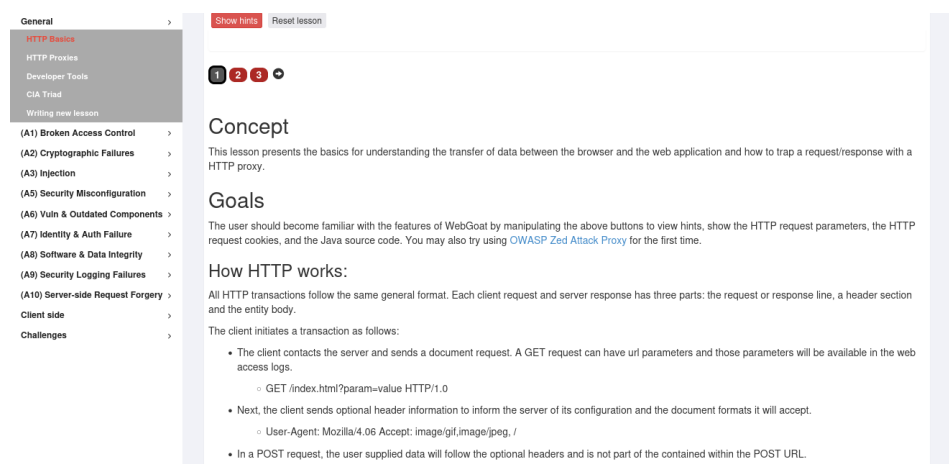 General
HTTP Basics
HTTP Proxies
Developer Tools
CIA Triad
Writing new lesson
(A1) Broken Access Control
(A2) Cryptographic Failures
(A3) Injection
(A5) Security Misconfiguration
(A6) Vuln & Outdated Components
(A7) Identity & Auth Failure
(A8) Software & Data Integrity
(A9) Security Logging Failures
(A10) Server-side Request Forgery
Client side
Challenges
Show hints Reset lesson
1 2 3
Concept
This lesson presents the basics for understanding the transfer of data between the browser and the web application and how to trap a request/response with a
HTTP proxy.
Goals
The user should become familiar with the features of WebGoat by manipulating the above buttons to view hints, show the HTTP request parameters, the HTTP
request cookies, and the Java source code. You may also try using OWASP Zed Attack Proxy for the first time.
How HTTP works:
All HTTP transactions follow the same general format. Each client request and server response has three parts: the request or response line, a header section
and the entity body.
The client initiates a transaction as follows:
• The client contacts the server and sends a document request. A GET request can have url parameters and those parameters will be available in the web
access logs.
◦ GET /index.html?param=value HTTP/1.0
• Next, the client sends optional header information to inform the server of its configuration and the document formats it will accept.
◦ User-Agent: Mozilla/4.06 Accept: image/gif,image/jpeg, /
• In a POST request, the user supplied data will follow the optional headers and is not part of the contained within the POST URL.